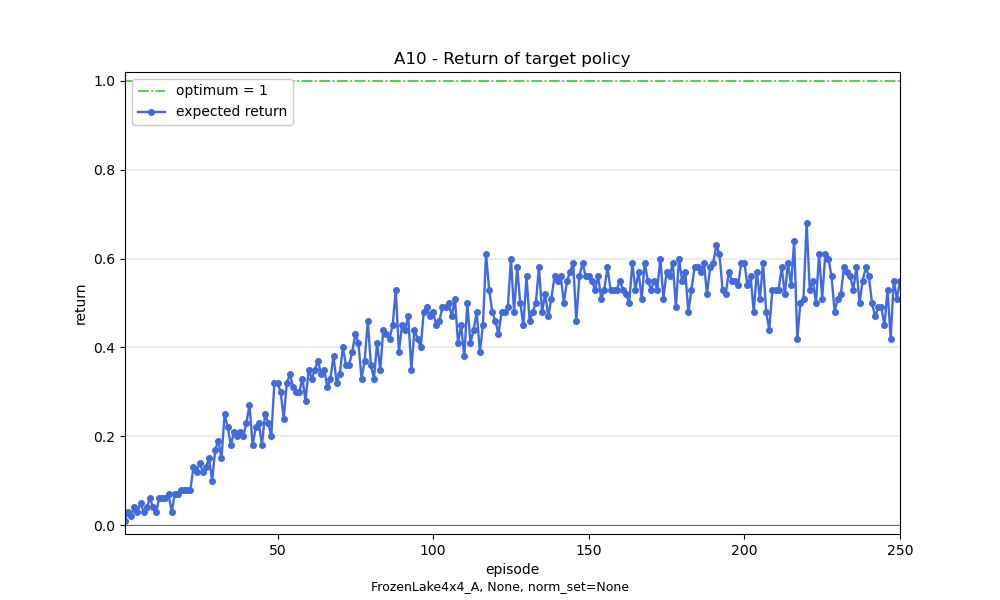 A10 - Return of target policy
optimum = 1
expected return
1.0
0.8
0.6
0.4
0.2
0.0
return
50
100
150
200
250
episode
FrozenLake4x4_A, None, norm_set=None